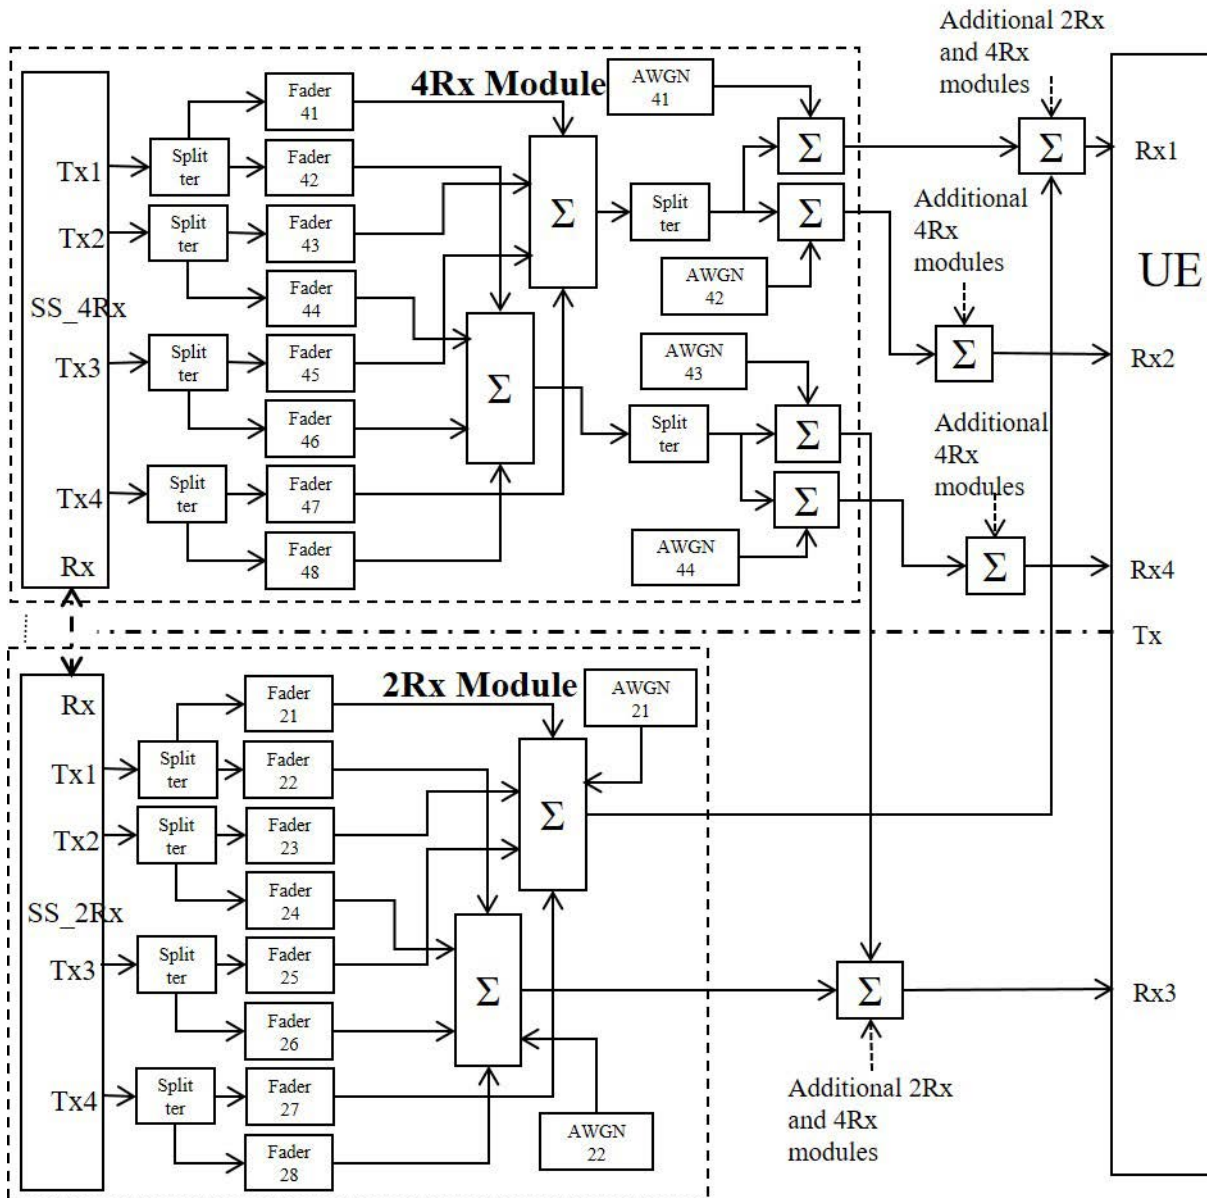 4Rx Module
SS_4Rx
Tx1
Tx2
Tx3
Tx4
Rx
Split
ter
Split
ter
Split
ter
Split
ter
Fader
41
Fader
42
Fader
43
Fader
44
Fader
45
Fader
46
Fader
47
Fader
48
Σ
Σ
Split
ter
Split
ter
AWGN
41
AWGN
42
AWGN
43
AWGN
44
Σ
Σ
Σ
Σ
Additional 2Rx
and 4Rx
modules
Σ
Additional
4Rx
modules
Σ
Additional
4Rx
modules
Σ
UE
Rx1
Rx2
Rx4
Tx
Rx3
2Rx Module
SS_2Rx
Rx
Tx1
Tx2
Tx3
Tx4
Split
ter
Split
ter
Split
ter
Split
ter
Fader
21
Fader
22
Fader
23
Fader
24
Fader
25
Fader
26
Fader
27
Fader
28
Σ
Σ
AWGN
21
AWGN
22
Σ
Additional 2Rx
and 4Rx
modules